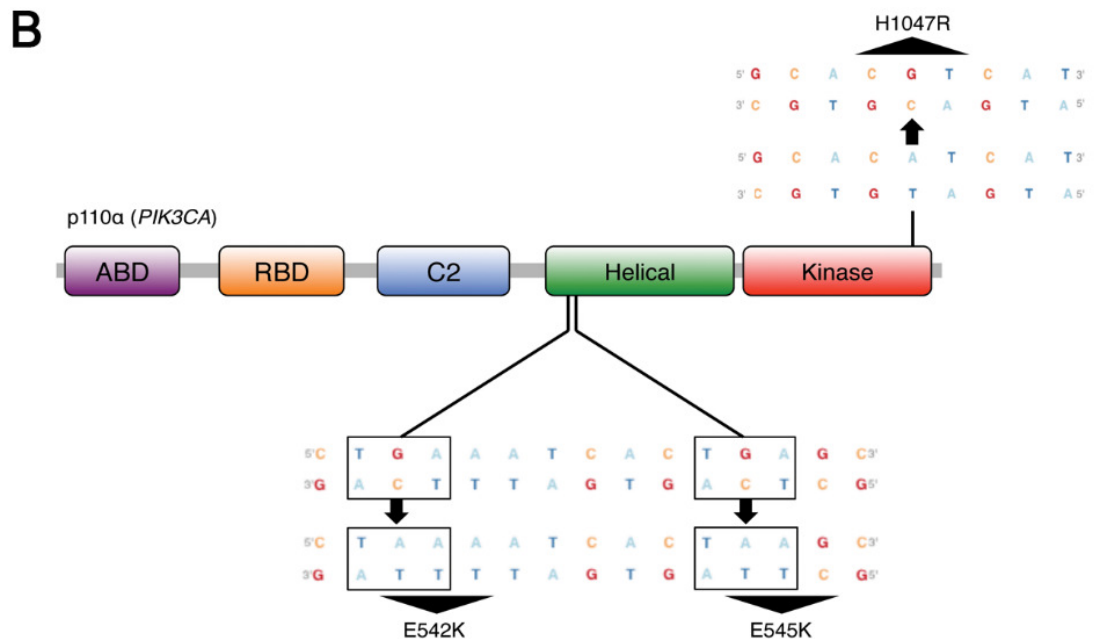 B
H1047R
5' G C A C G T C A T 3'
3' C G T G C A G T A 5'
5' G C A C A T C A T 3'
3' C G T G T A G T A 5'
p110α (PIK3CA)
ABD RBD C2 Helical Kinase
5' C T G A A A T C A C T G A G C 3'
3' G A C T T T A G T G A C T C G 5'
5' C T A A A A T C A C T A A G C 3'
3' G A T T T T A G T G A T T C G 5'
E542K E545K